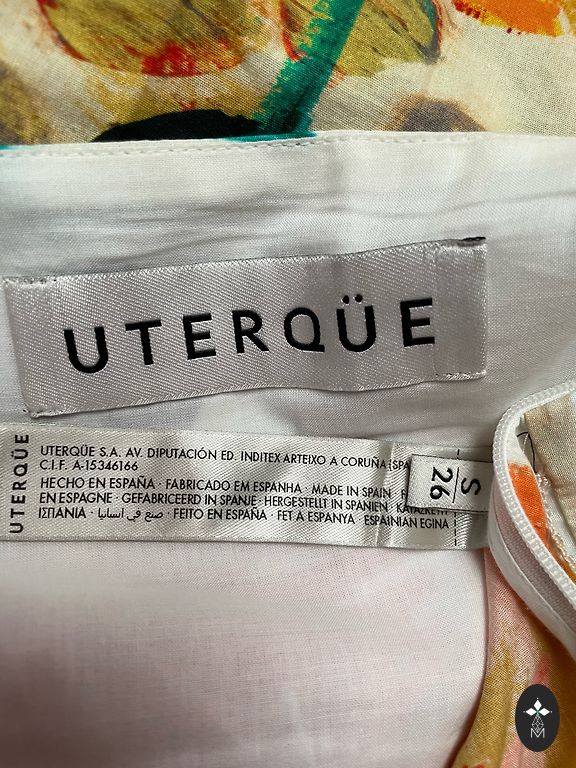 UTERQÜE
UTERQÜE
UTERQÜE S.A. AV. DIPUTACIÓN ED. INDITEX ARTEIXO A CORUÑA
C.I.F. A-15346166
HECHO EN ESPAÑA · FABRICADO EM ESPANHA · MADE IN SPAIN ·
EN ESPAGNE · GEFABRICEERD IN SPANJE · HERGESTELLT IN SPANIEN
ΙΣΠΑΝΙΑ · صنع في اسبانيا · FEITO EN ESPAÑA · FET A ESPANYA ESPAINIAN EGINA
S
26
M